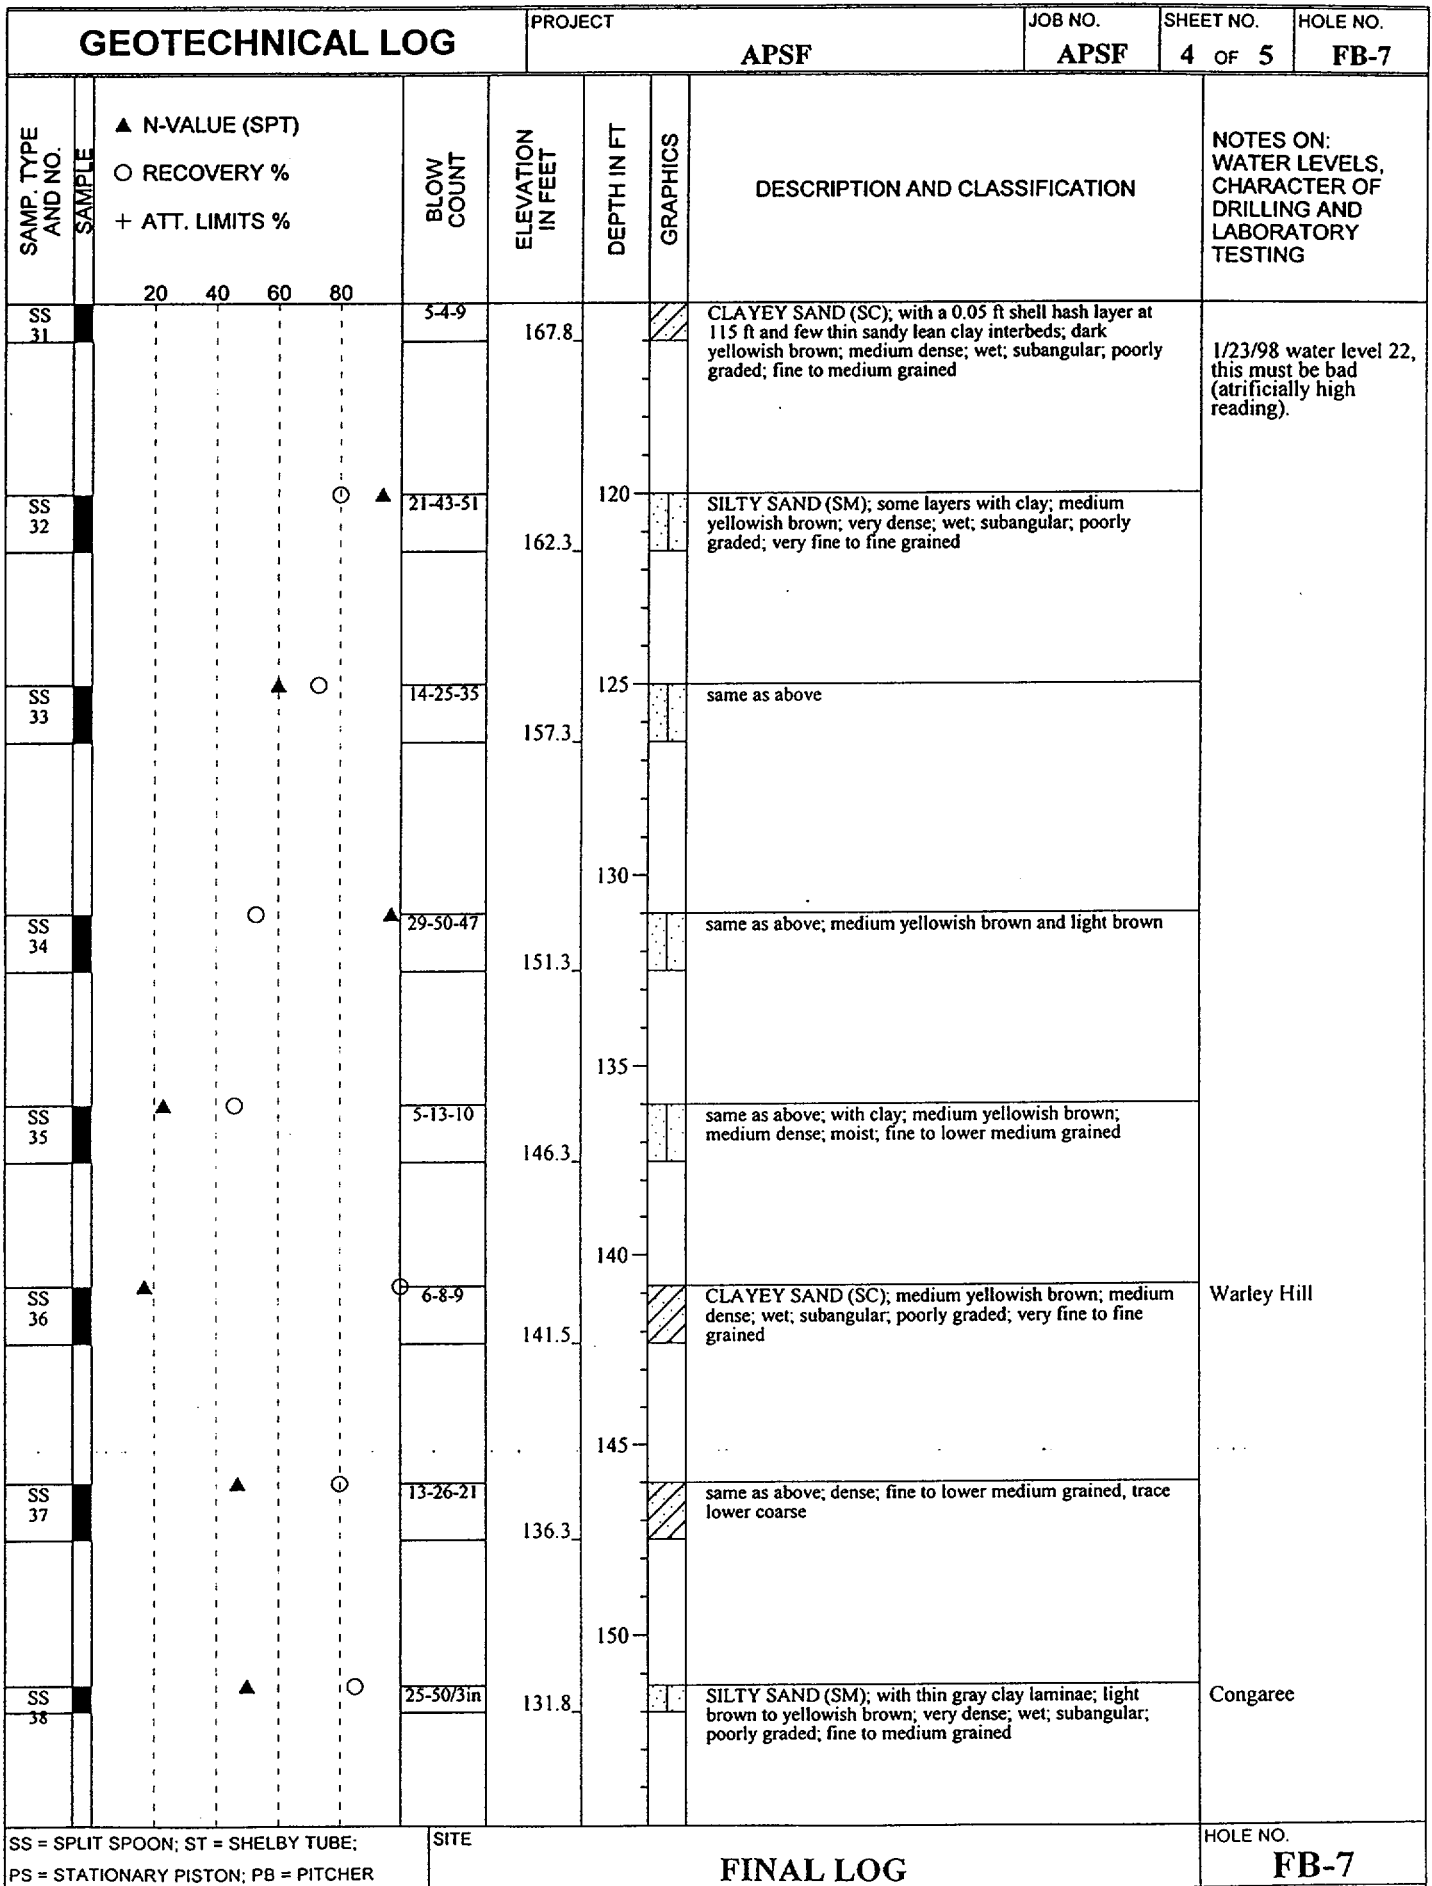 GEOTECHNICAL LOG
PROJECT
APSF
JOB NO.
APSF
SHEET NO.
4 OF 5
HOLE NO.
FB-7
SAMP. TYPE
AND NO.
SAMPLE
▲ N-VALUE (SPT)
○ RECOVERY %
+ ATT. LIMITS %
20 40 60 80
BLOW
COUNT
ELEVATION
IN FEET
DEPTH IN FT
GRAPHICS
DESCRIPTION AND CLASSIFICATION
NOTES ON:
WATER LEVELS,
CHARACTER OF
DRILLING AND
LABORATORY
TESTING
SS
31
5-4-9
167.8
CLAYEY SAND (SC); with a 0.05 ft shell hash layer at
115 ft and few thin sandy lean clay interbeds; dark
yellowish brown; medium dense; wet; subangular; poorly
graded; fine to medium grained
1/23/98 water level 22,
this must be bad
(atrificially high
reading).
SS
32
21-43-51
162.3
120
SILTY SAND (SM); some layers with clay; medium
yellowish brown; very dense; wet; subangular; poorly
graded; very fine to fine grained
SS
33
14-25-35
157.3
125
same as above
130
SS
34
29-50-47
151.3
same as above; medium yellowish brown and light brown
135
SS
35
5-13-10
146.3
same as above; with clay; medium yellowish brown;
medium dense; moist; fine to lower medium grained
140
SS
36
6-8-9
141.5
CLAYEY SAND (SC); medium yellowish brown; medium
dense; wet; subangular; poorly graded; very fine to fine
grained
Warley Hill
145
SS
37
13-26-21
136.3
same as above; dense; fine to lower medium grained, trace
lower coarse
150
SS
38
25-50/3in
131.8
SILTY SAND (SM); with thin gray clay laminae; light
brown to yellowish brown; very dense; wet; subangular;
poorly graded; fine to medium grained
Congaree
SS = SPLIT SPOON; ST = SHELBY TUBE;
PS = STATIONARY PISTON; PB = PITCHER
SITE
FINAL LOG
HOLE NO.
FB-7